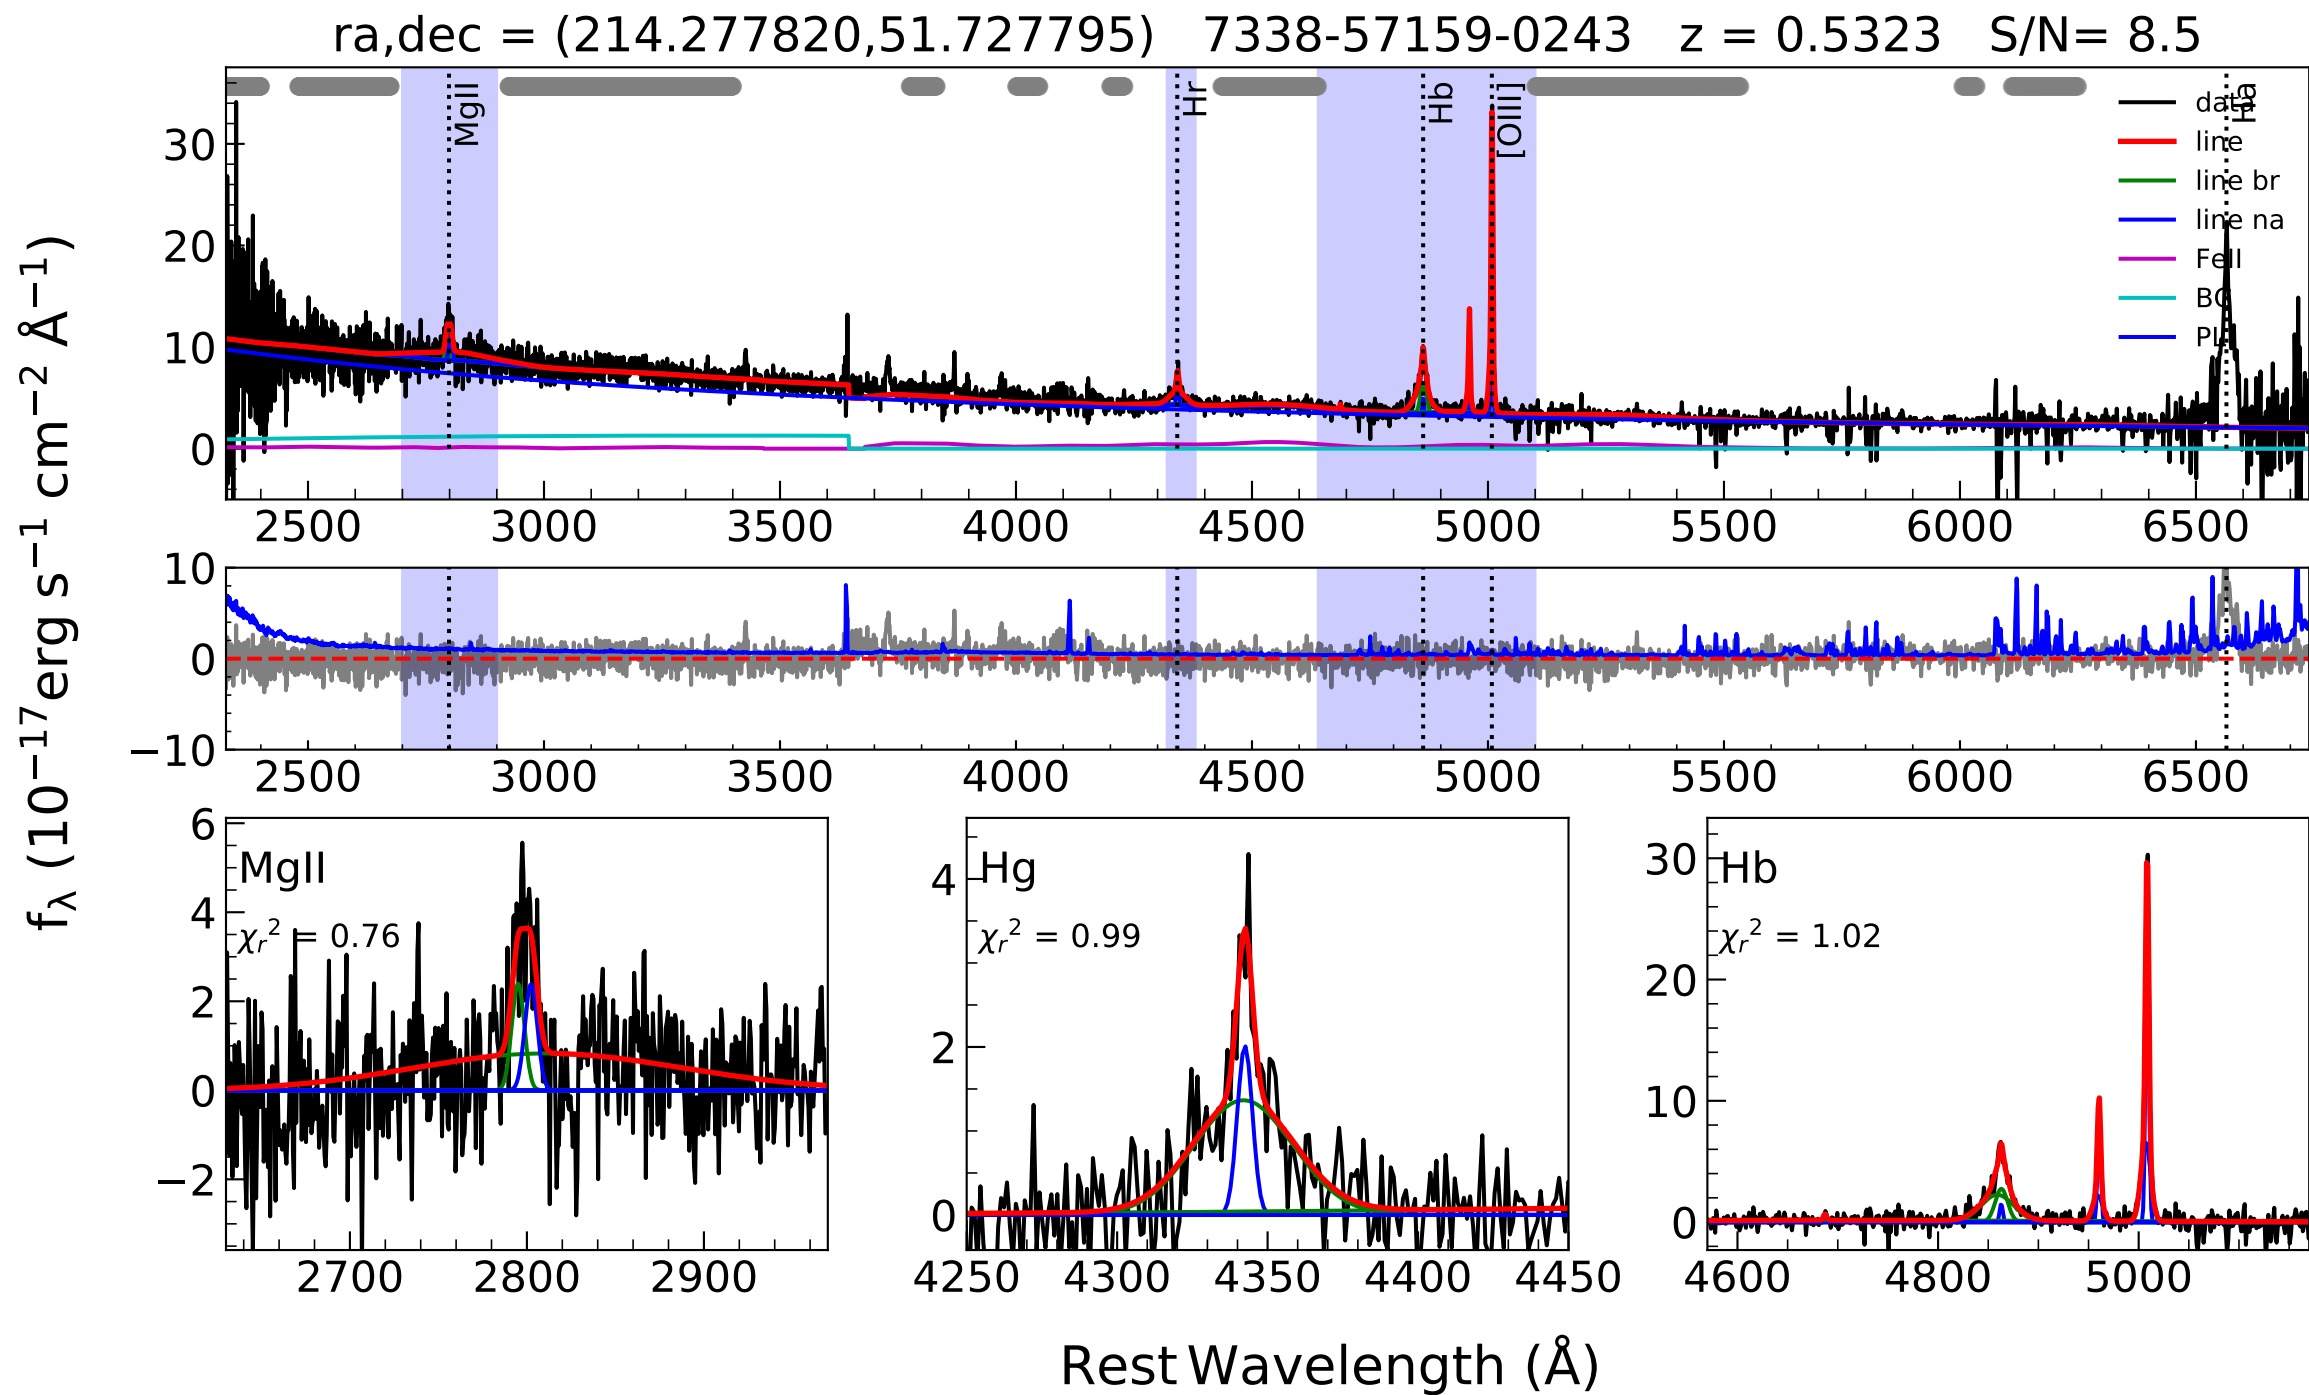 ra,dec = (214.277820,51.727795) 7338-57159-0243 z = 0.5323 S/N= 8.5
MgII
Hr
Hb
[OIII]
Ha
data
line
line br
line na
FeII
BC
PL
30
20
10
0
2500 3000 3500 4000 4500 5000 5500 6000 6500
10
0
−10
2500 3000 3500 4000 4500 5000 5500 6000 6500
fλ (10⁻¹⁷erg s⁻¹ cm⁻² Å⁻¹)
MgII
χᵣ² = 0.76
6
4
2
0
−2
2700 2800 2900
Hg
χᵣ² = 0.99
4
2
0
4250 4300 4350 4400 4450
Hb
χᵣ² = 1.02
30
20
10
0
4600 4800 5000
Rest Wavelength (Å)